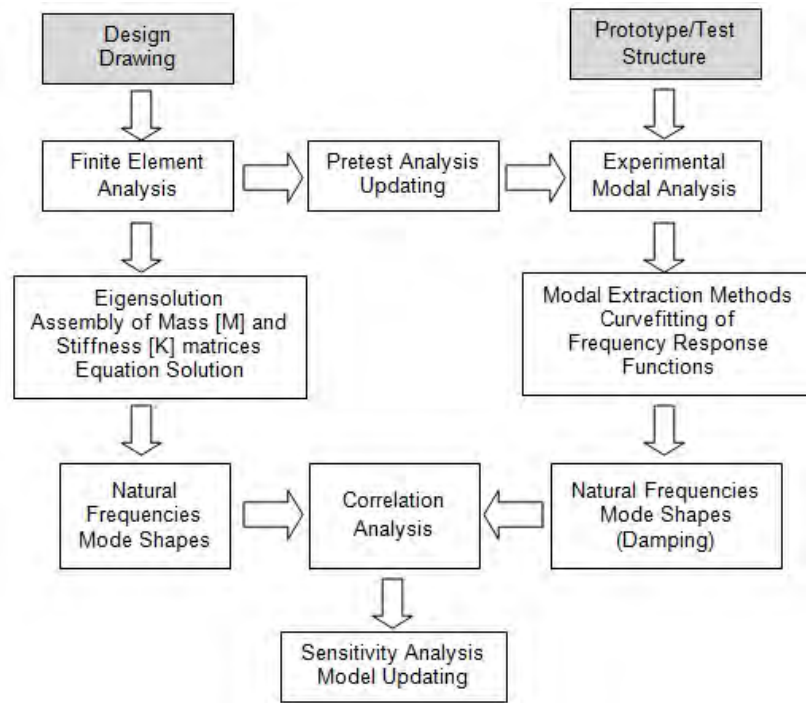 Design
Drawing
Prototype/Test
Structure
Finite Element
Analysis
Pretest Analysis
Updating
Experimental
Modal Analysis
Eigensolution
Assembly of Mass [M] and
Stiffness [K] matrices
Equation Solution
Modal Extraction Methods
Curvefitting of
Frequency Response
Functions
Natural
Frequencies
Mode Shapes
Correlation
Analysis
Natural Frequencies
Mode Shapes
(Damping)
Sensitivity Analysis
Model Updating